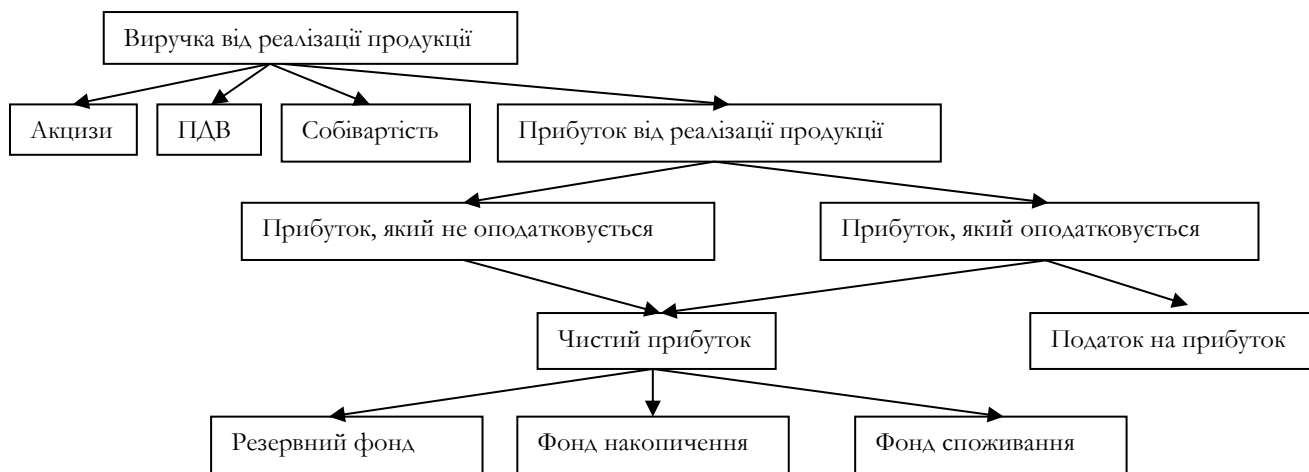 Виручка від реалізації продукції
Акцизи
ПДВ
Собівартість
Прибуток від реалізації продукції
Прибуток, який не оподатковується
Прибуток, який оподатковується
Чистий прибуток
Податок на прибуток
Резервний фонд
Фонд накопичення
Фонд споживання